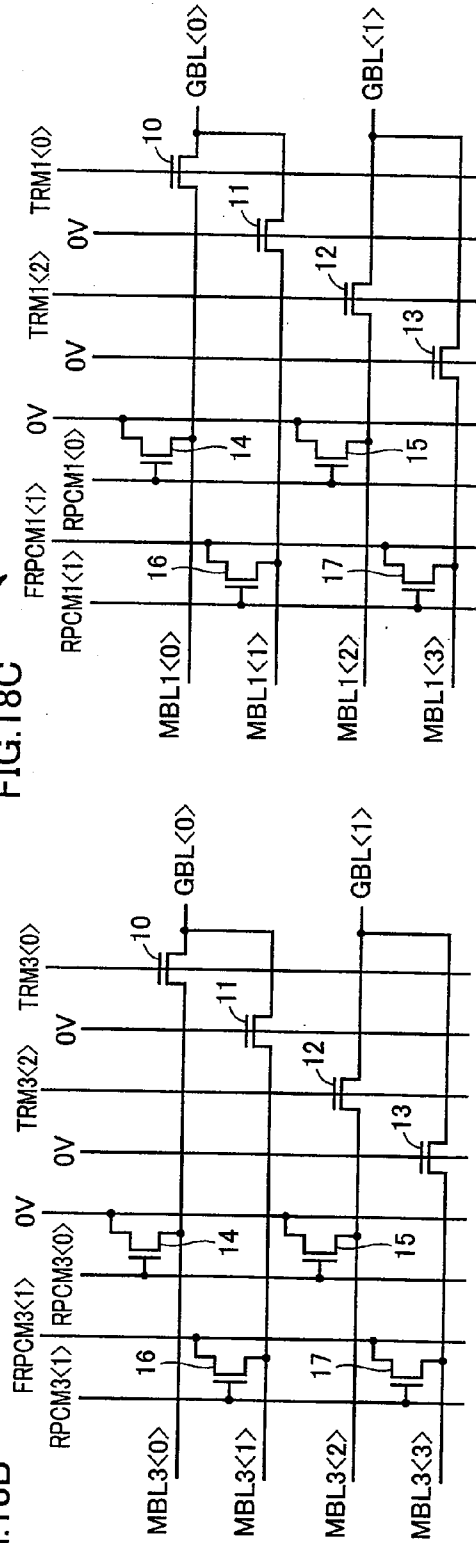 FIG.18C
FRPCM1<1>
RPCM1<1>
0V
RPCM1<0>
0V
TRM1<2>
0V
TRM1<0>
10
GBL<0>
11
12
GBL<1>
13
14
15
16
17
MBL1<0>
MBL1<1>
MBL1<2>
MBL1<3>
FRPCM3<1>
RPCM3<1>
0V
RPCM3<0>
0V
TRM3<2>
0V
TRM3<0>
10
GBL<0>
11
12
GBL<1>
13
14
15
16
17
MBL3<0>
MBL3<1>
MBL3<2>
MBL3<3>